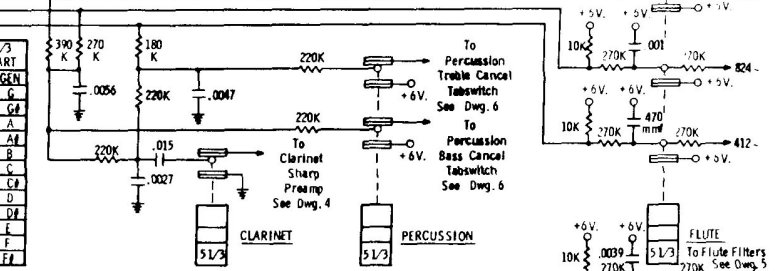 /3
ART
GEN
G
G#
A
A#
B
C
C#
D
D#
E
F
F#
390 K
270 K
180 K
.0056
220K
.0047
220K
220K
220K
.015
.0027
To
Clarinet
Sharp
Preamp
See Dwg. 4
CLARINET
5 1/3
+6V.
+6V.
To
Percussion
Treble Cancel
Tabswitch
See Dwg. 6
To
Percussion
Bass Cancel
Tabswitch
See Dwg. 6
PERCUSSION
5 1/3
+6V.
10K
270K
.001
270K
+5V.
+5V.
824~
+6V.
+6V.
10K
270K
470
mmf
270K
412~
+6V.
+6V.
10K
.0039
270K
5 1/3
270K
FLUTE
To Flute Filters
See Dwg. 5